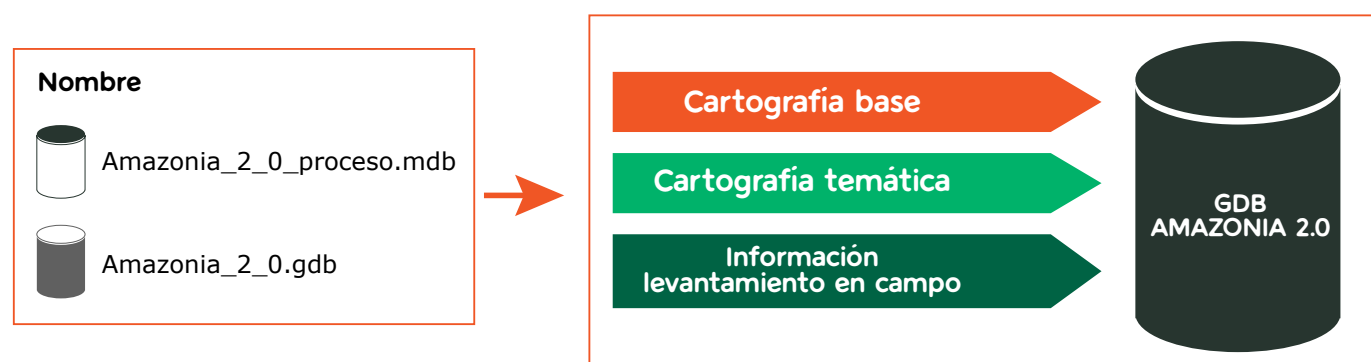 Nombre
Amazonia_2_0_proceso.mdb
Amazonia_2_0.gdb
Cartografía base
Cartografía temática
Información
levantamiento en campo
GDB
AMAZONIA 2.0